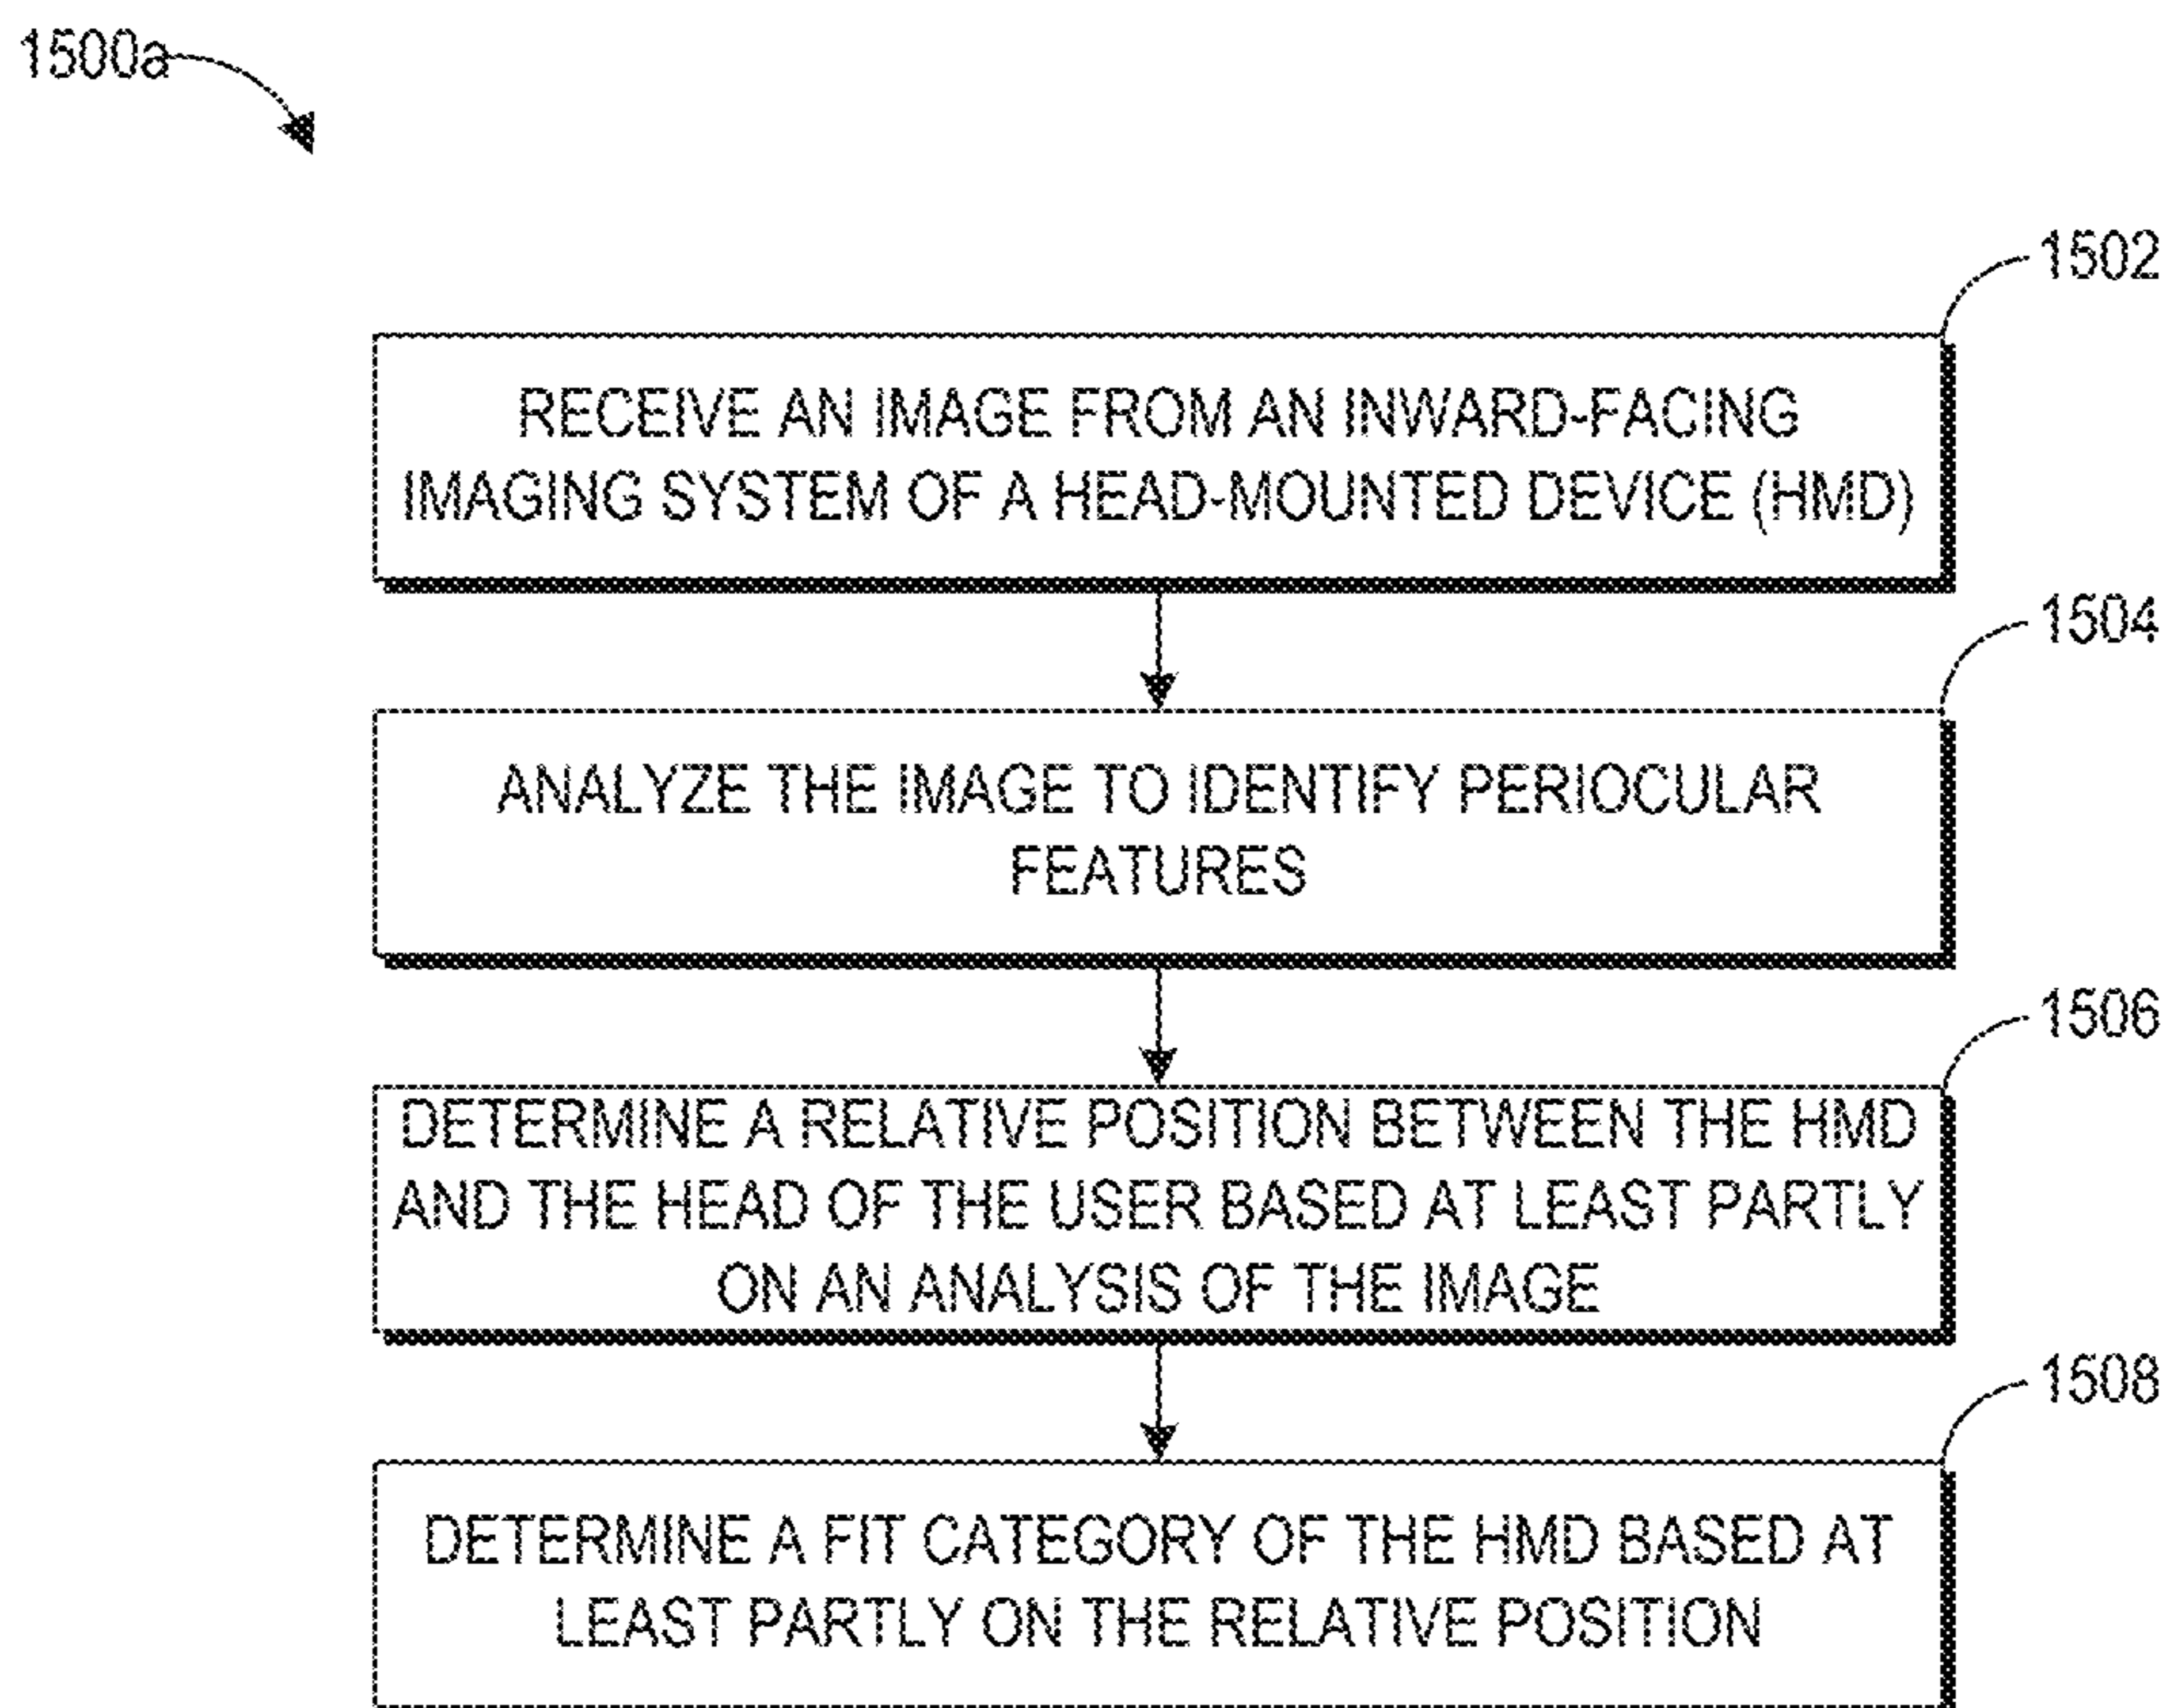 1500a
1502
RECEIVE AN IMAGE FROM AN INWARD-FACING
IMAGING SYSTEM OF A HEAD-MOUNTED DEVICE (HMD)
1504
ANALYZE THE IMAGE TO IDENTIFY PERIOCULAR
FEATURES
1506
DETERMINE A RELATIVE POSITION BETWEEN THE HMD
AND THE HEAD OF THE USER BASED AT LEAST PARTLY
ON AN ANALYSIS OF THE IMAGE
1508
DETERMINE A FIT CATEGORY OF THE HMD BASED AT
LEAST PARTLY ON THE RELATIVE POSITION